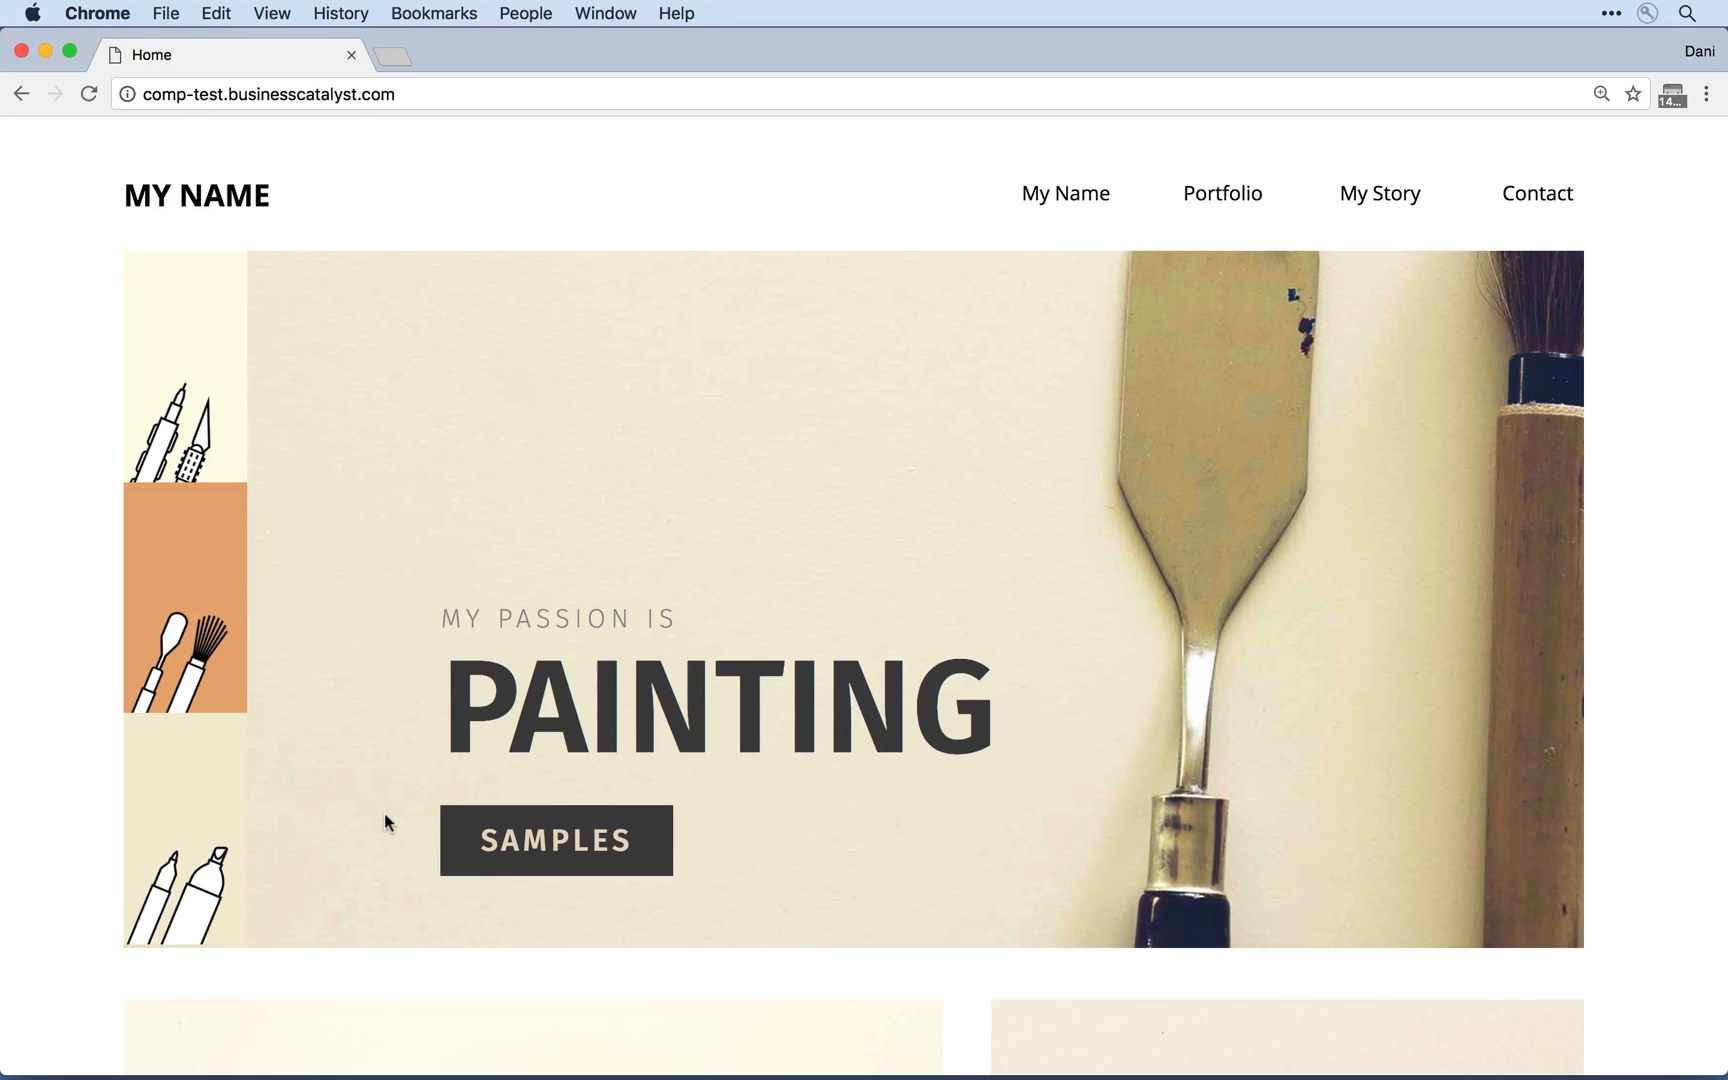 Chrome File Edit View History Bookmarks People Window Help
Home
Dani
comp-test.businesscatalyst.com
14...
MY NAME
My Name Portfolio My Story Contact
MY PASSION IS
PAINTING
SAMPLES